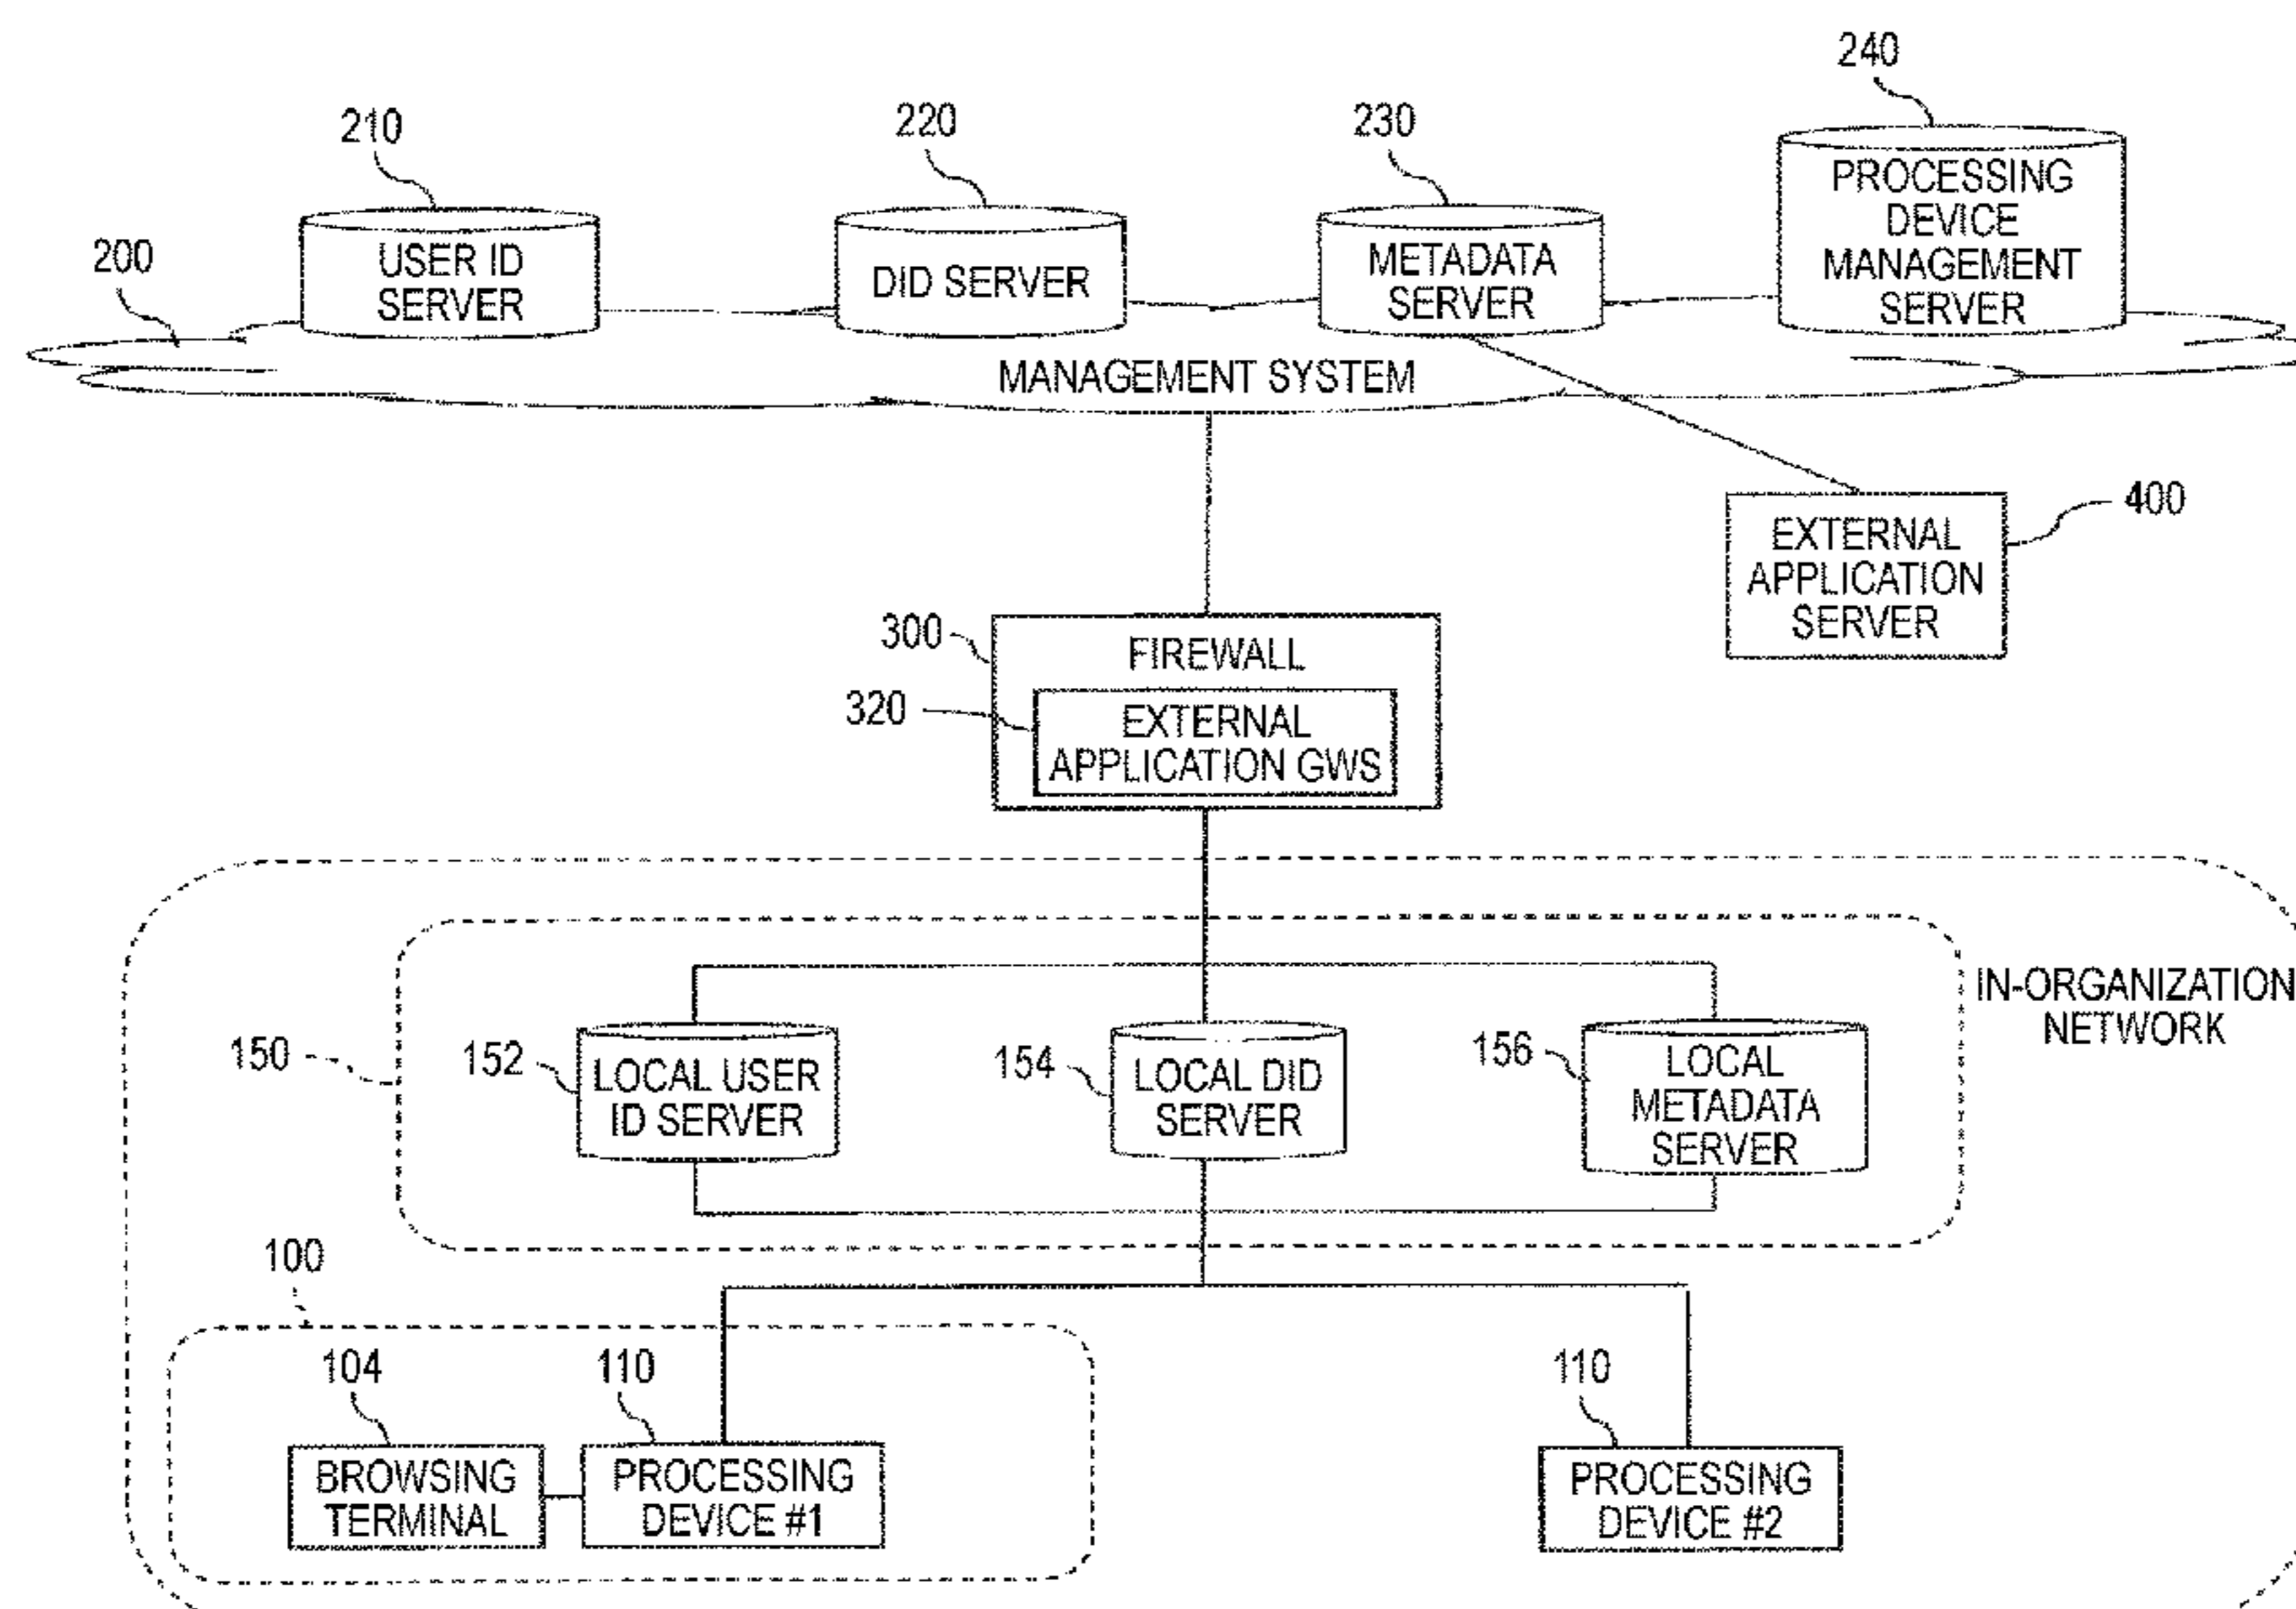 240
210
220
230
PROCESSING
DEVICE
MANAGEMENT
SERVER
200
USER ID
SERVER
DID SERVER
METADATA
SERVER
MANAGEMENT SYSTEM
400
EXTERNAL
APPLICATION
SERVER
300
FIREWALL
320
EXTERNAL
APPLICATION GWS
IN-ORGANIZATION
NETWORK
150
152
LOCAL USER
ID SERVER
154
LOCAL DID
SERVER
156
LOCAL
METADATA
SERVER
100
104
110
110
BROWSING
TERMINAL
PROCESSING
DEVICE #1
PROCESSING
DEVICE #2